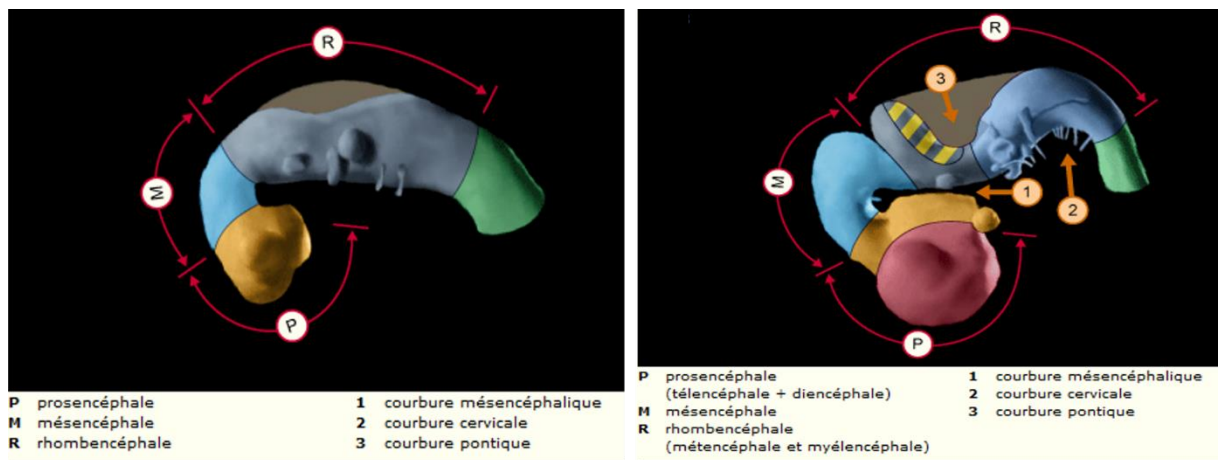 R
M
P
P prosencéphale
M mésencéphale
R rhombencéphale
1 courbure mésencéphalique
2 courbure cervicale
3 courbure pontique
R
3
M
1
2
P
P prosencéphale
(télencéphale + diencéphale)
M mésencéphale
R rhombencéphale
(métencéphale et myélencéphale)
1 courbure mésencéphalique
2 courbure cervicale
3 courbure pontique